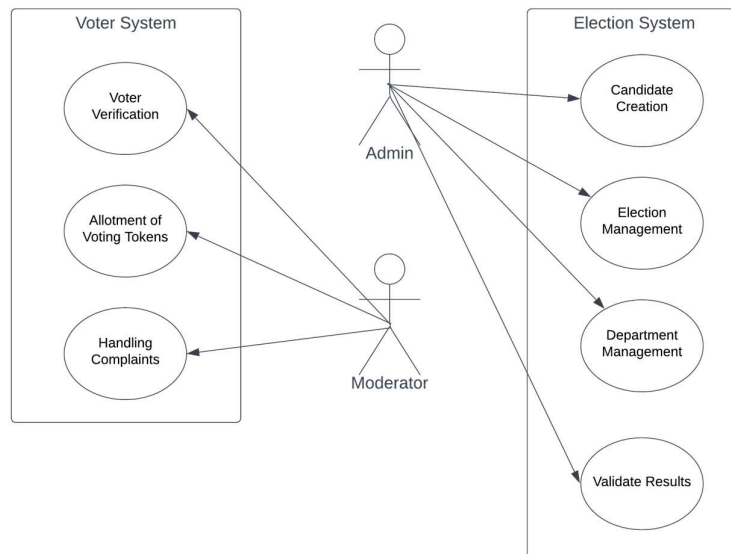 Voter System
Voter
Verification
Allotment of
Voting Tokens
Handling
Complaints
Admin
Moderator
Election System
Candidate
Creation
Election
Management
Department
Management
Validate Results